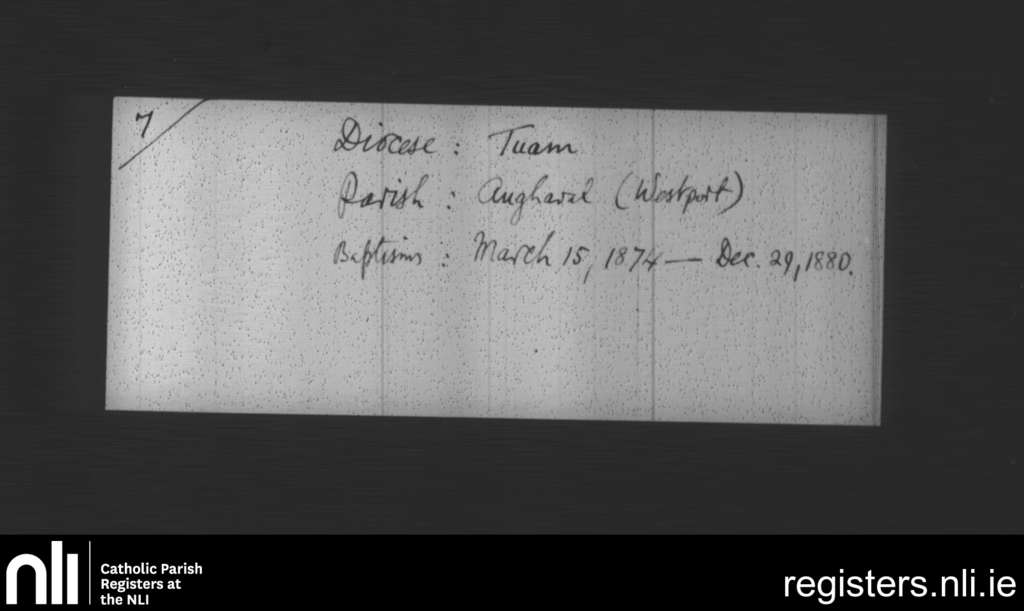 7
Diocese : Tuam
Parish : Aughaval (Westport)
Baptisms : March 15, 1874 — Dec. 29, 1880.
nli
Catholic Parish
Registers at
the NLI
registers.nli.ie